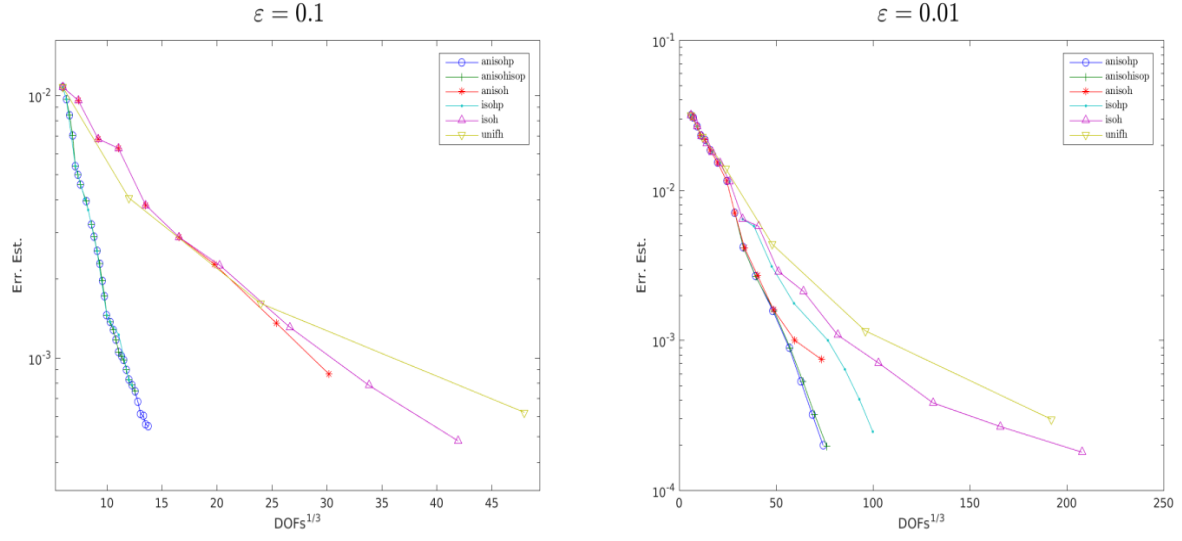 ε = 0.1
10⁻²
10⁻³
Err. Est.
10 15 20 25 30 35 40 45
DOFs^{1/3}
anisohp
anisohisop
anisoh
isohp
isoh
unifh
ε = 0.01
10⁻¹
10⁻²
10⁻³
10⁻⁴
Err. Est.
0 50 100 150 200 250
DOFs^{1/3}
anisohp
anisohisop
anisoh
isohp
isoh
unifh